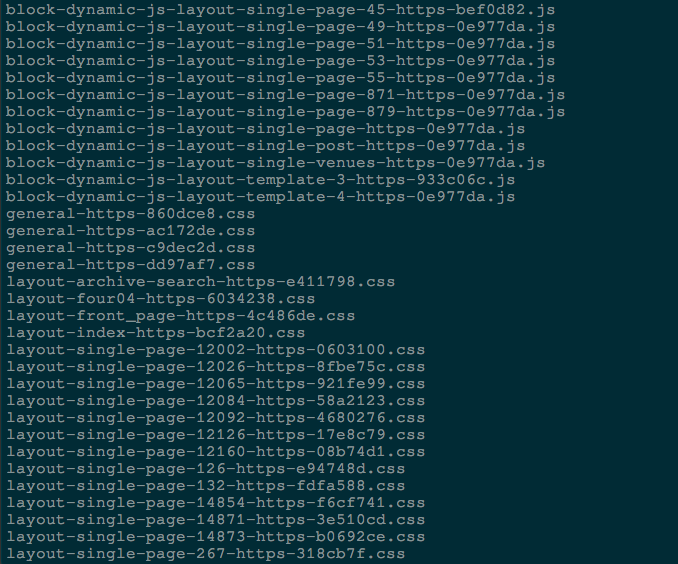 block-dynamic-js-layout-single-page-45-https-bef0d82.js
block-dynamic-js-layout-single-page-49-https-0e977da.js
block-dynamic-js-layout-single-page-51-https-0e977da.js
block-dynamic-js-layout-single-page-53-https-0e977da.js
block-dynamic-js-layout-single-page-55-https-0e977da.js
block-dynamic-js-layout-single-page-871-https-0e977da.js
block-dynamic-js-layout-single-page-879-https-0e977da.js
block-dynamic-js-layout-single-page-https-0e977da.js
block-dynamic-js-layout-single-post-https-0e977da.js
block-dynamic-js-layout-single-venues-https-0e977da.js
block-dynamic-js-layout-template-3-https-933c06c.js
block-dynamic-js-layout-template-4-https-0e977da.js
general-https-860dce8.css
general-https-ac172de.css
general-https-c9dec2d.css
general-https-dd97af7.css
layout-archive-search-https-e411798.css
layout-four04-https-6034238.css
layout-front_page-https-4c486de.css
layout-index-https-bcf2a20.css
layout-single-page-12002-https-0603100.css
layout-single-page-12026-https-8fbe75c.css
layout-single-page-12065-https-921fe99.css
layout-single-page-12084-https-58a2123.css
layout-single-page-12092-https-4680276.css
layout-single-page-12126-https-17e8c79.css
layout-single-page-12160-https-08b74d1.css
layout-single-page-126-https-e94748d.css
layout-single-page-132-https-fdfa588.css
layout-single-page-14854-https-f6cf741.css
layout-single-page-14871-https-3e510cd.css
layout-single-page-14873-https-b0692ce.css
layout-single-page-267-https-318cb7f.css